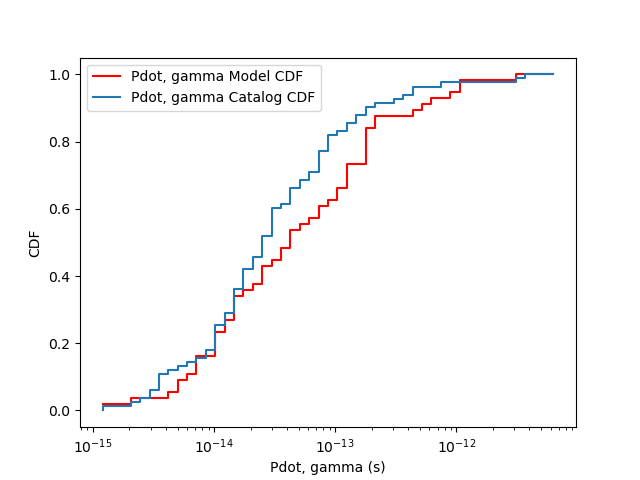 Pdot, gamma Model CDF
Pdot, gamma Catalog CDF
1.0
0.8
0.6
0.4
0.2
0.0
CDF
10⁻¹⁵ 10⁻¹⁴ 10⁻¹³ 10⁻¹²
Pdot, gamma (s)